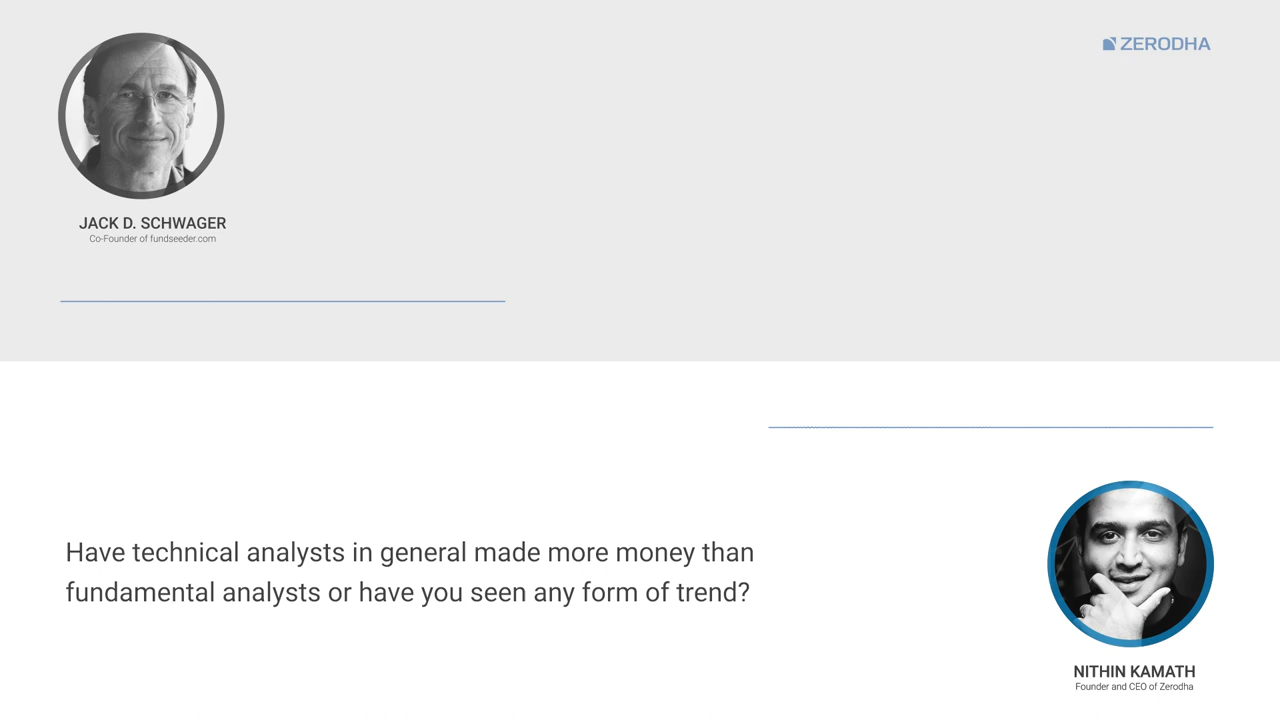 ZERODHA
JACK D. SCHWAGER
Co-Founder of fundseeder.com
Have technical analysts in general made more money than
fundamental analysts or have you seen any form of trend?
NITHIN KAMATH
Founder and CEO of Zerodha